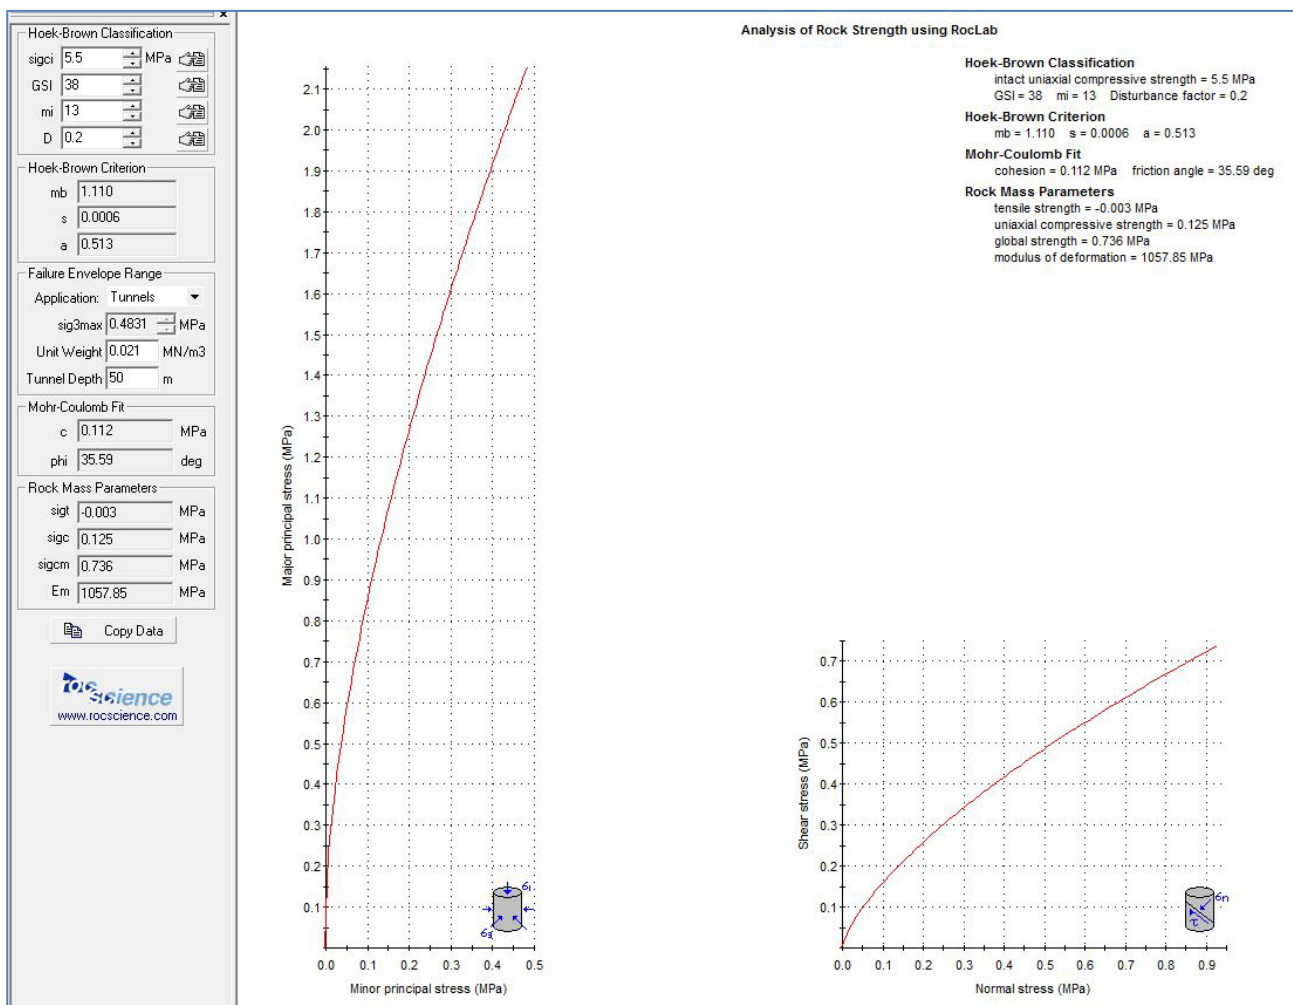 x
Hoek-Brown Classification
sigci 5.5 MPa
GSI 38
mi 13
D 0.2
Hoek-Brown Criterion
mb 1.110
s 0.0006
a 0.513
Failure Envelope Range
Application: Tunnels
sig3max 0.4831 MPa
Unit Weight 0.021 MN/m3
Tunnel Depth 50 m
Mohr-Coulomb Fit
c 0.112 MPa
phi 35.59 deg
Rock Mass Parameters
sigt -0.003 MPa
sigc 0.125 MPa
sigcm 0.736 MPa
Em 1057.85 MPa
Copy Data
rocscience
www.rocscience.com
Analysis of Rock Strength using RocLab
Hoek-Brown Classification
intact uniaxial compressive strength = 5.5 MPa
GSI = 38 mi = 13 Disturbance factor = 0.2
Hoek-Brown Criterion
mb = 1.110 s = 0.0006 a = 0.513
Mohr-Coulomb Fit
cohesion = 0.112 MPa friction angle = 35.59 deg
Rock Mass Parameters
tensile strength = -0.003 MPa
uniaxial compressive strength = 0.125 MPa
global strength = 0.736 MPa
modulus of deformation = 1057.85 MPa
Major principal stress (MPa)
2.1
2.0
1.9
1.8
1.7
1.6
1.5
1.4
1.3
1.2
1.1
1.0
0.9
0.8
0.7
0.6
0.5
0.4
0.3
0.2
0.1
σ1
σ3
0.0 0.1 0.2 0.3 0.4 0.5
Minor principal stress (MPa)
Shear stress (MPa)
0.7
0.6
0.5
0.4
0.3
0.2
0.1
σn
τ
0.0 0.1 0.2 0.3 0.4 0.5 0.6 0.7 0.8 0.9
Normal stress (MPa)